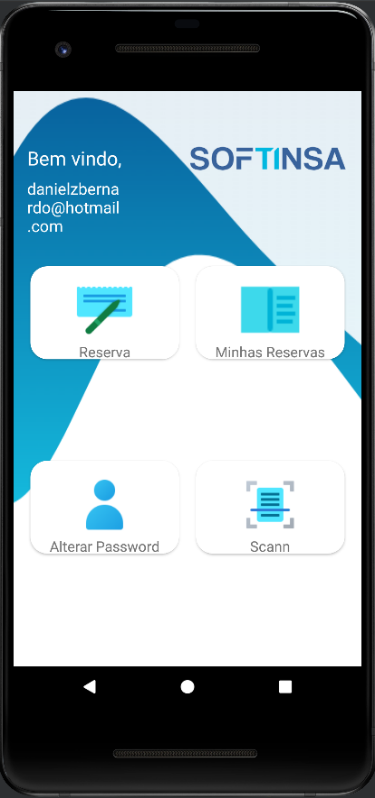 Bem vindo,
SOFTINSA
danielzberna
rdo@hotmail
.com
Reserva
Minhas Reservas
Alterar Password
Scann